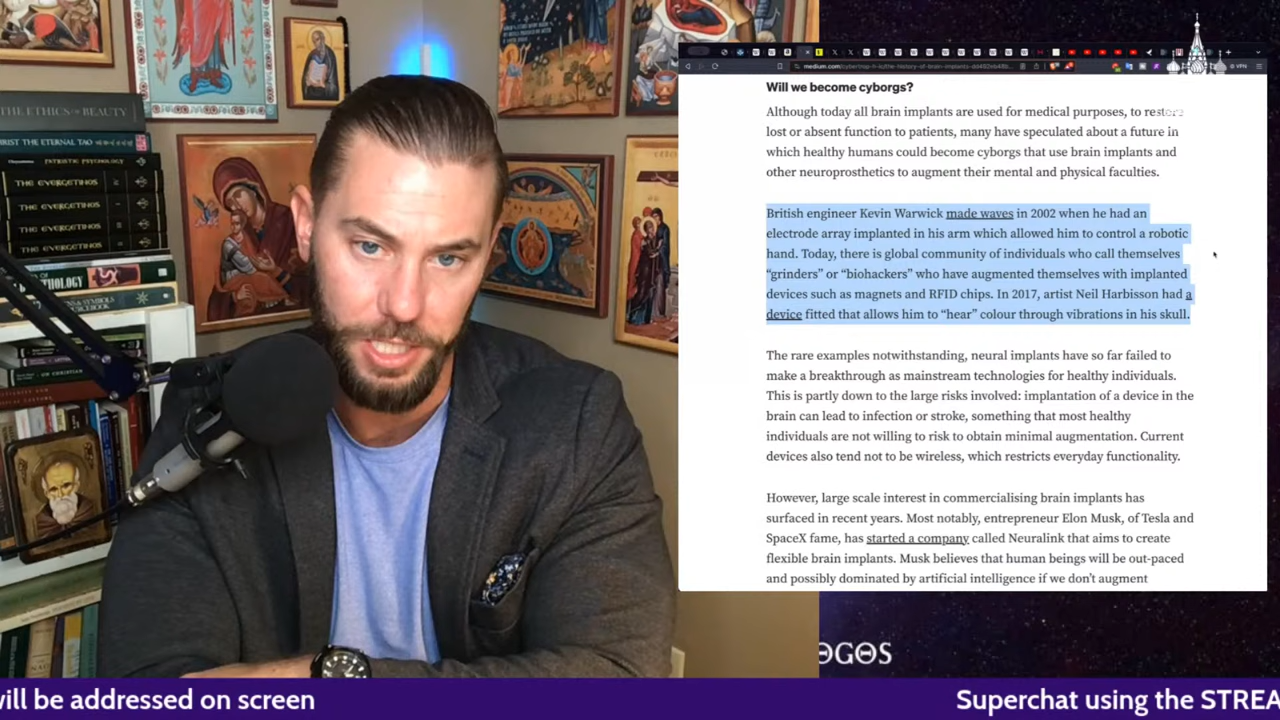 THE ETHICS OF BEAUTY
CHRIST THE ETERNAL TAO
PATRISTIC PSYCHOLOGY
THE EVERGETINOS
THE EVERGETINOS
THE EVERGETINOS
THE EVERGETINOS
Will we become cyborgs?
Although today all brain implants are used for medical purposes, to restore
lost or absent function to patients, many have speculated about a future in
which healthy humans could become cyborgs that use brain implants and
other neuroprosthetics to augment their mental and physical faculties.
British engineer Kevin Warwick made waves in 2002 when he had an
electrode array implanted in his arm which allowed him to control a robotic
hand. Today, there is global community of individuals who call themselves
“grinders” or “biohackers” who have augmented themselves with implanted
devices such as magnets and RFID chips. In 2017, artist Neil Harbisson had a
device fitted that allows him to “hear” colour through vibrations in his skull.
The rare examples notwithstanding, neural implants have so far failed to
make a breakthrough as mainstream technologies for healthy individuals.
This is partly down to the large risks involved: implantation of a device in the
brain can lead to infection or stroke, something that most healthy
individuals are not willing to risk to obtain minimal augmentation. Current
devices also tend not to be wireless, which restricts everyday functionality.
However, large scale interest in commercialising brain implants has
surfaced in recent years. Most notably, entrepreneur Elon Musk, of Tesla and
SpaceX fame, has started a company called Neuralink that aims to create
flexible brain implants. Musk believes that human beings will be out-paced
and possibly dominated by artificial intelligence if we don’t augment
VPN
OGOS
will be addressed on screen
Superchat using the STREA